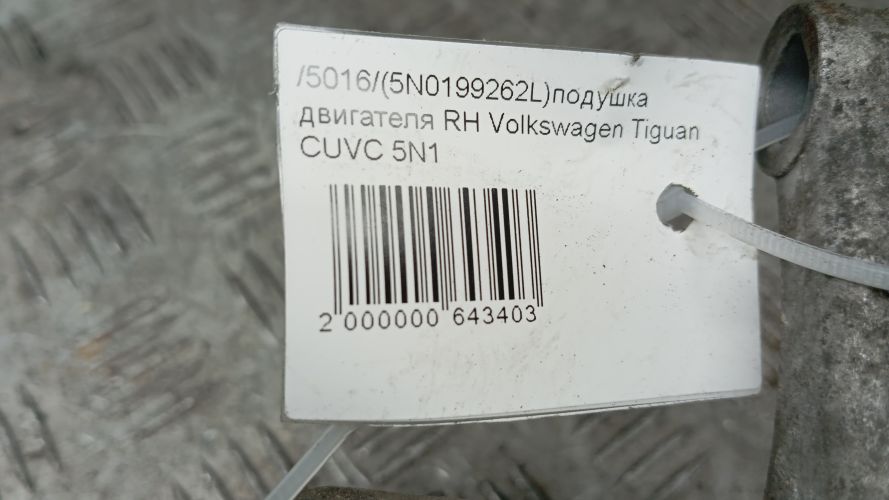 /5016/(5N0199262L)подушка
двигателя RH Volkswagen Tiguan
CUVC 5N1
2 000000 643403